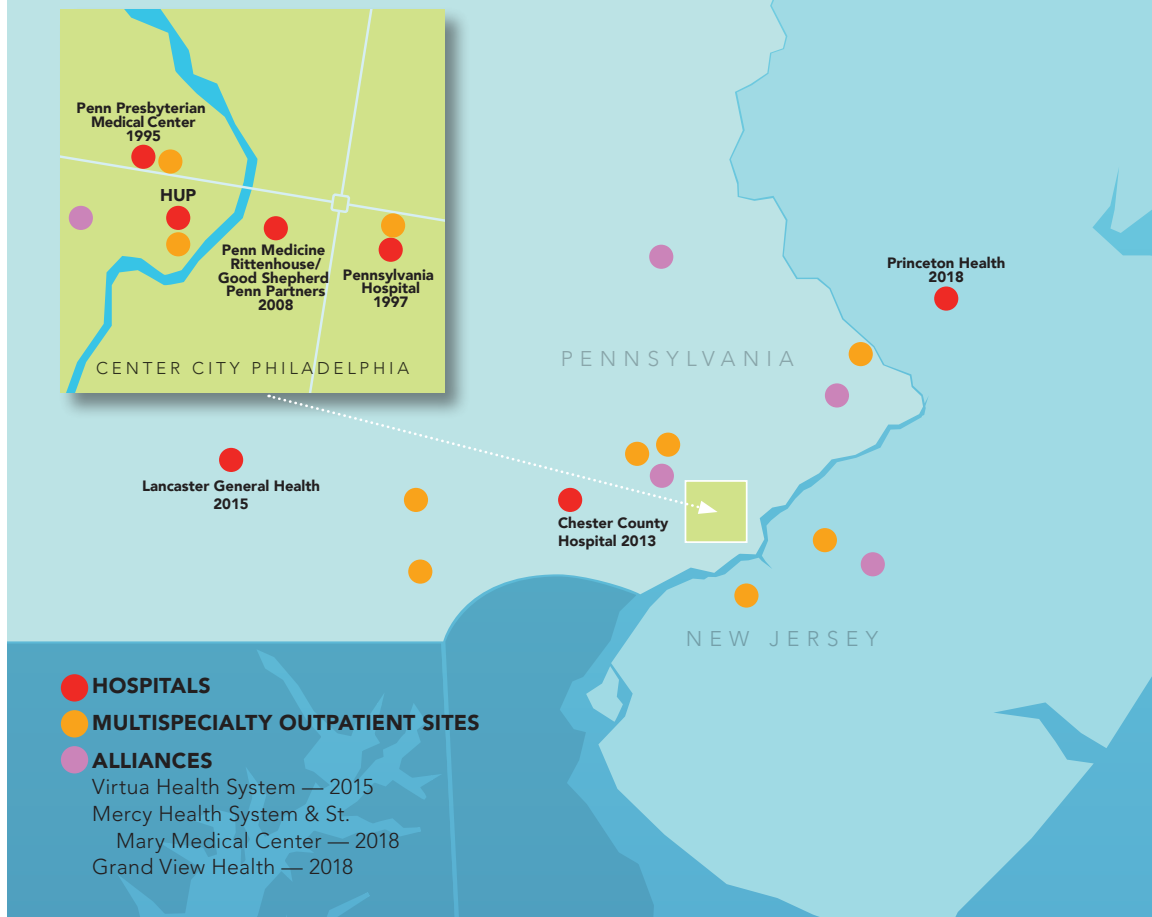 Penn Presbyterian
Medical Center
1995
HUP
Penn Medicine
Rittenhouse/
Good Shepherd
Penn Partners
2008
Pennsylvania
Hospital
1997
CENTER CITY PHILADELPHIA
Princeton Health
2018
PENNSYLVANIA
Lancaster General Health
2015
Chester County
Hospital 2013
NEW JERSEY
HOSPITALS
MULTISPECIALTY OUTPATIENT SITES
ALLIANCES
Virtua Health System — 2015
Mercy Health System & St.
Mary Medical Center — 2018
Grand View Health — 2018